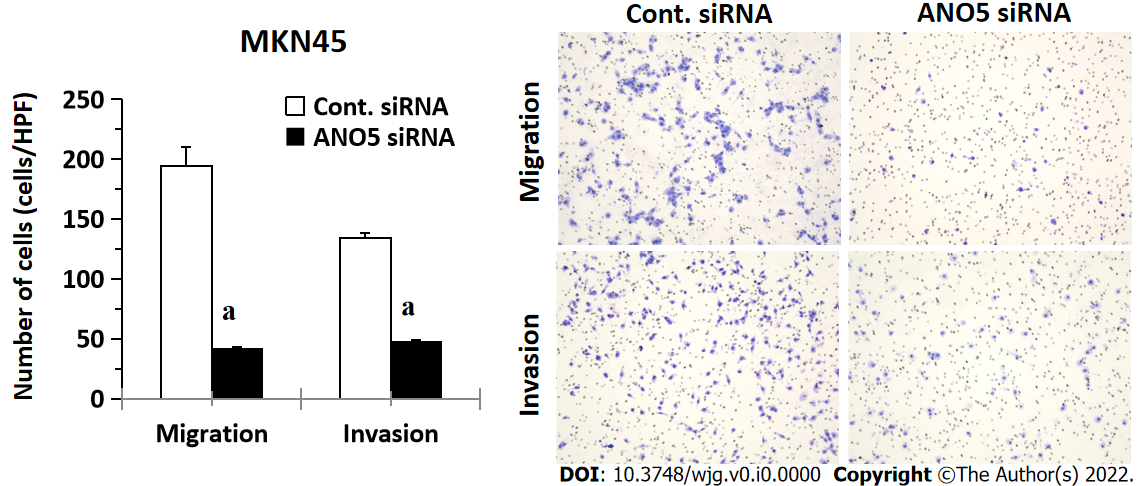 MKN45
Number of cells (cells/HPF)
250
200
150
100
50
0
Cont. siRNA
ANO5 siRNA
a
a
Migration
Invasion
Cont. siRNA
ANO5 siRNA
Migration
Invasion
DOI: 10.3748/wjg.v0.i0.0000 Copyright ©The Author(s) 2022.